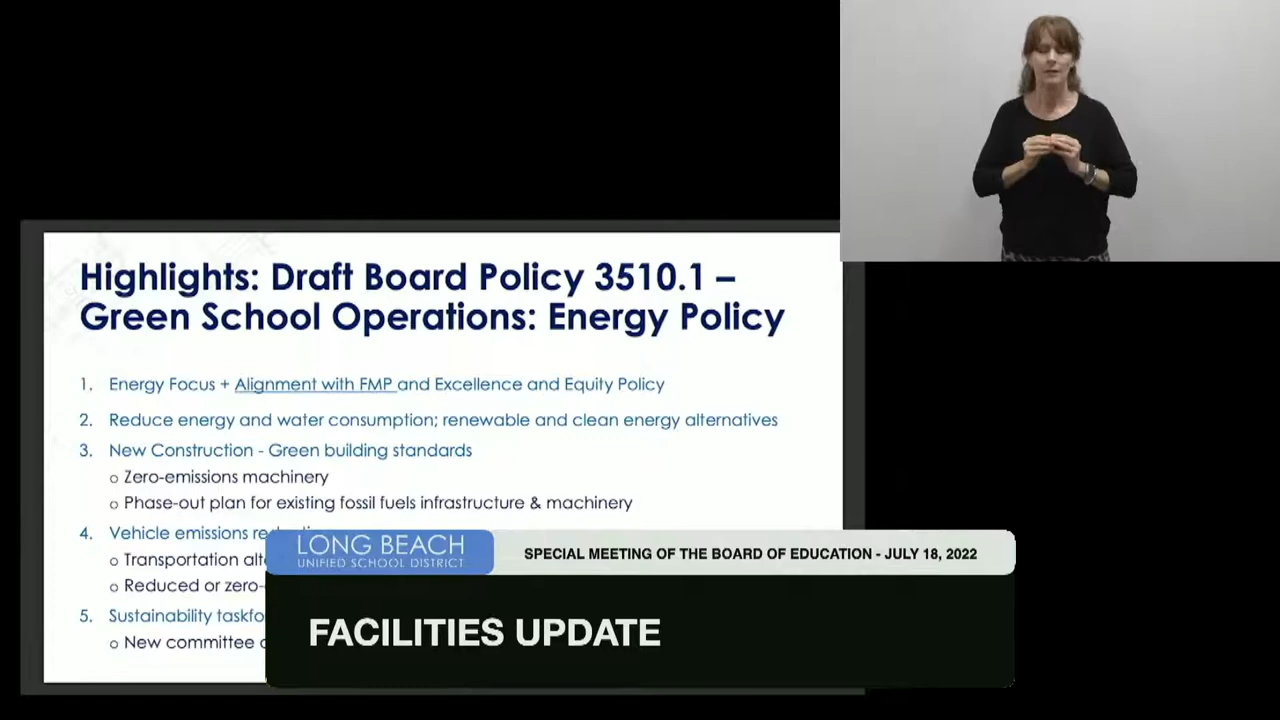 Highlights: Draft Board Policy 3510.1 –
Green School Operations: Energy Policy
1. Energy Focus + Alignment with FMP and Excellence and Equity Policy
2. Reduce energy and water consumption; renewable and clean energy alternatives
3. New Construction - Green building standards
o Zero-emissions machinery
o Phase-out plan for existing fossil fuels infrastructure & machinery
4. Vehicle emissions
o Transportation
o Reduced or zero-
5. Sustainability
o New committee
LONG BEACH
UNIFIED SCHOOL DISTRICT
SPECIAL MEETING OF THE BOARD OF EDUCATION - JULY 18, 2022
FACILITIES UPDATE